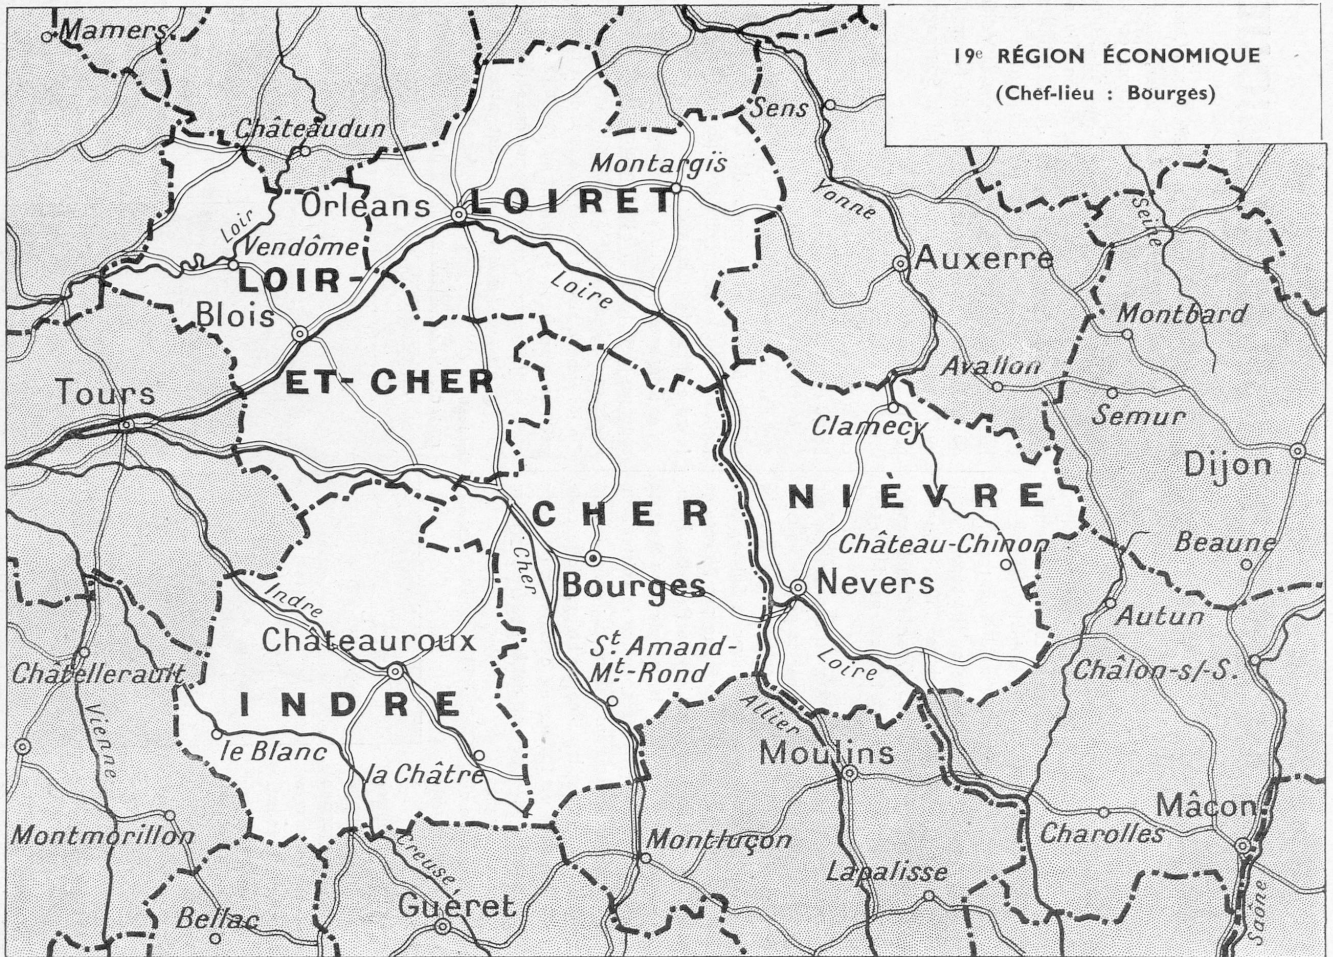 19e RÉGION ÉCONOMIQUE
(Chef-lieu : Bourges)
Mamers
Châteaudun
Sens
Montargis
Orléans
LOIRET
Yonne
Seine
Loir
Vendôme
Auxerre
LOIR-
Blois
Loire
Montbard
ET-CHER
Avallon
Tours
Semur
Clamecy
Dijon
NIÈVRE
CHER
Château-Chinon
Beaune
Cher
Bourges
Nevers
Indre
Autun
Châteauroux
St Amand-
Mt-Rond
Loire
Châlon-s/-S.
Châtellerault
INDRE
Vienne
Allier
le Blanc
Moulins
la Châtre
Mâcon
Montmorillon
Creuse
Montluçon
Charolles
Lapalisse
Guéret
Bellac
Saône